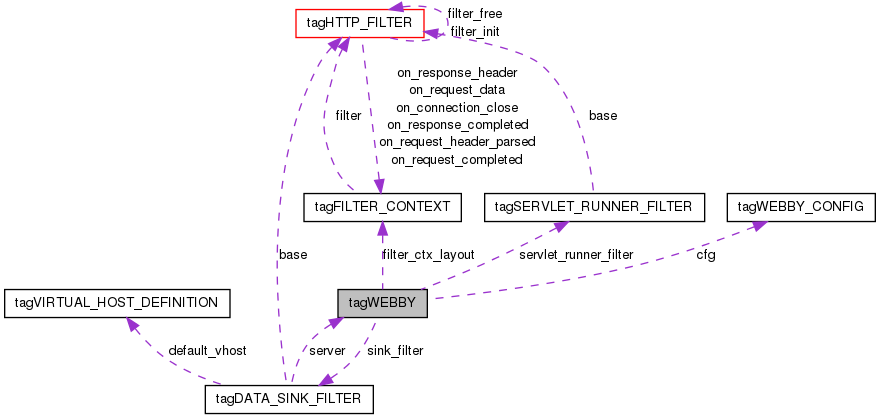 filter_free
tagHTTP_FILTER
filter_init
on_response_header
on_request_data
on_connection_close
on_response_completed
on_request_header_parsed
on_request_completed
filter
base
tagFILTER_CONTEXT
tagSERVLET_RUNNER_FILTER
tagWEBBY_CONFIG
base
filter_ctx_layout
servlet_runner_filter
cfg
tagVIRTUAL_HOST_DEFINITION
tagWEBBY
default_vhost
server
sink_filter
tagDATA_SINK_FILTER